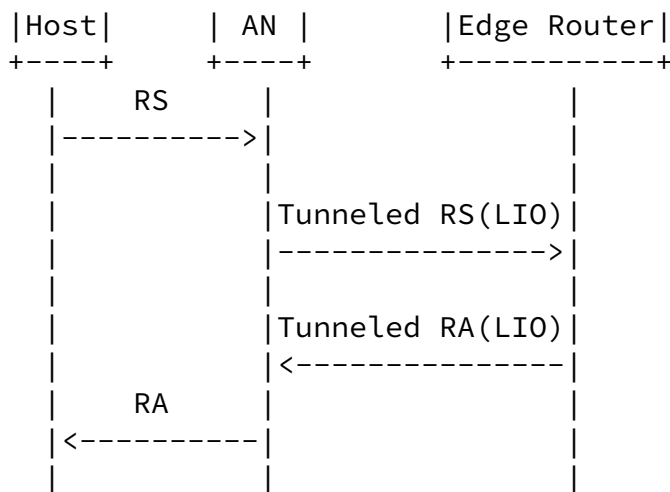 |Host| | AN | |Edge Router|
+----+ +----+ +-----------+
| RS | |
|---------->| |
| | |
| |Tunneled RS(LIO)|
| |--------------->|
| | |
| |Tunneled RA(LIO)|
| |<---------------|
| RA | |
|<----------| |
| | |